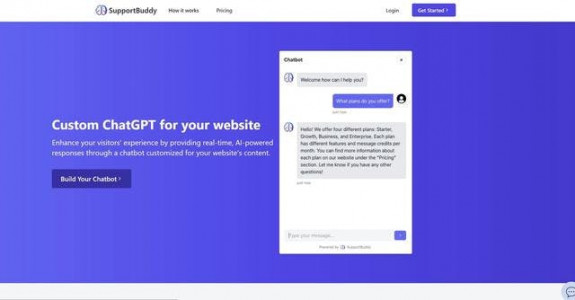 SupportBuddy
How it works
Pricing
Login
Get Started
Custom ChatGPT for your website
Enhance your visitors' experience by providing real-time, AI-powered
responses through a chatbot customized for your website's content.
Build Your Chatbot
Chatbot
Welcome how can I help you?
What plans do you offer?
just now
Hello! We offer four different plans: Starter,
Growth, Business, and Enterprise. Each plan
has different features and message credits per
month. You can find more information about
each plan on our website under the "Pricing"
section. Let me know if you have any other
questions!
just now
Type your message...
Powered by SupportBuddy